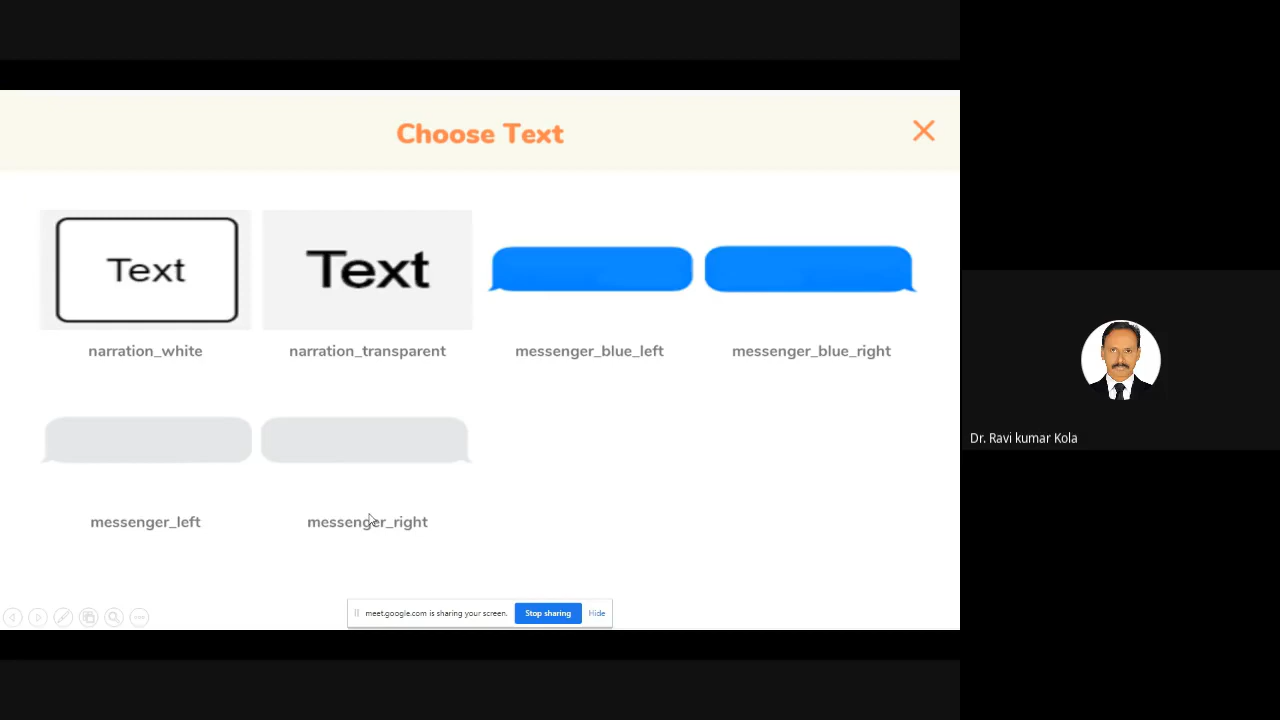 Choose Text
Text
Text
narration_white
narration_transparent
messenger_blue_left
messenger_blue_right
messenger_left
messenger_right
Dr. Ravi kumar Kola
meet.google.com is sharing your screen.
Stop sharing
Hide